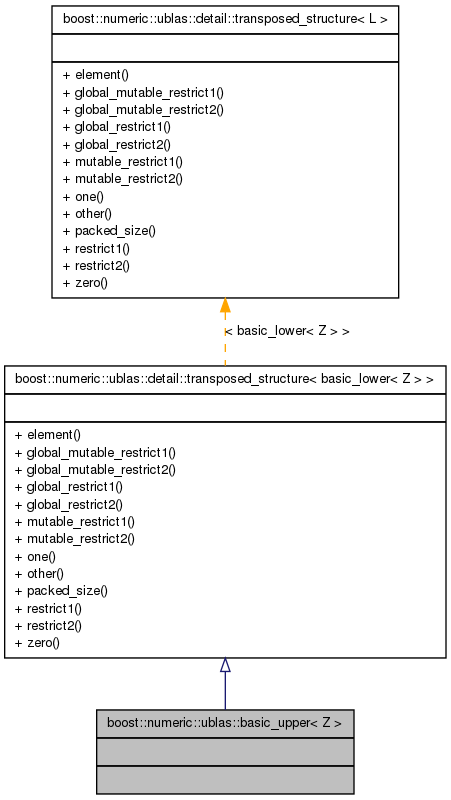 boost::numeric::ublas::detail::transposed_structure< L >
+ element()
+ global_mutable_restrict1()
+ global_mutable_restrict2()
+ global_restrict1()
+ global_restrict2()
+ mutable_restrict1()
+ mutable_restrict2()
+ one()
+ other()
+ packed_size()
+ restrict1()
+ restrict2()
+ zero()
< basic_lower< Z > >
boost::numeric::ublas::detail::transposed_structure< basic_lower< Z > >
+ element()
+ global_mutable_restrict1()
+ global_mutable_restrict2()
+ global_restrict1()
+ global_restrict2()
+ mutable_restrict1()
+ mutable_restrict2()
+ one()
+ other()
+ packed_size()
+ restrict1()
+ restrict2()
+ zero()
boost::numeric::ublas::basic_upper< Z >